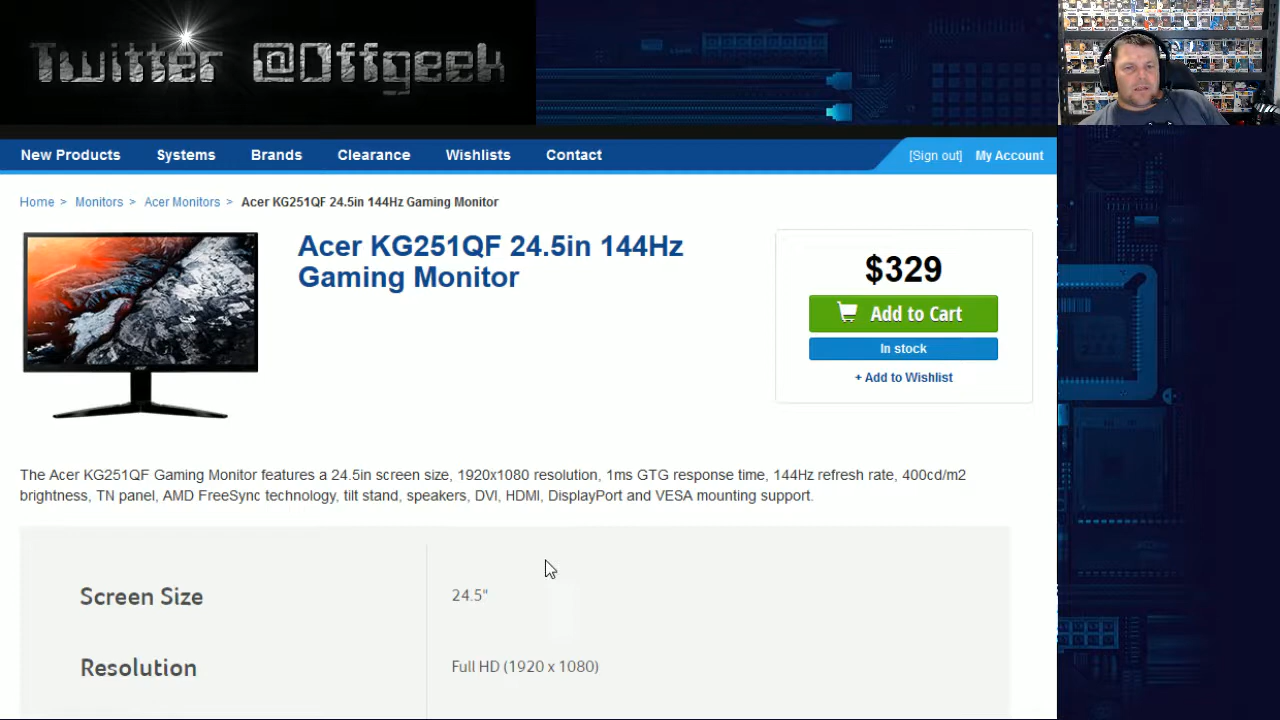 Twitter @Offgeek
New Products Systems Brands Clearance Wishlists Contact [Sign out] My Account
Home > Monitors > Acer Monitors > Acer KG251QF 24.5in 144Hz Gaming Monitor
Acer KG251QF 24.5in 144Hz
Gaming Monitor
$329
Add to Cart
In stock
+ Add to Wishlist
acer
The Acer KG251QF Gaming Monitor features a 24.5in screen size, 1920x1080 resolution, 1ms GTG response time, 144Hz refresh rate, 400cd/m2
brightness, TN panel, AMD FreeSync technology, tilt stand, speakers, DVI, HDMI, DisplayPort and VESA mounting support.
Screen Size 24.5"
Resolution Full HD (1920 x 1080)